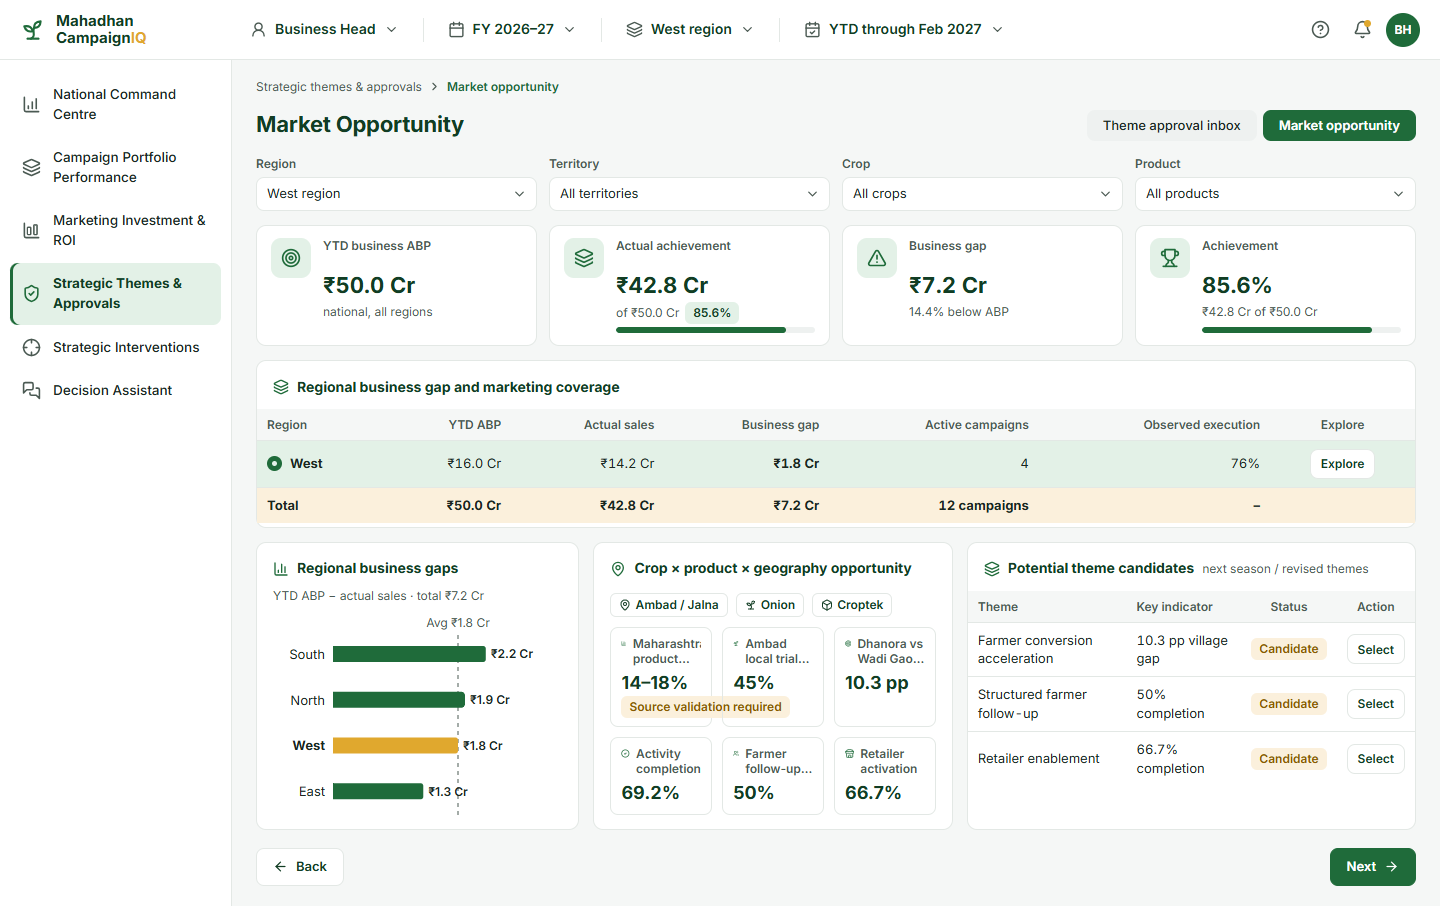 Mahadhan
CampaignIQ
Business Head
FY 2026–27
West region
YTD through Feb 2027
BH
National Command
Centre
Campaign Portfolio
Performance
Marketing Investment &
ROI
Strategic Themes &
Approvals
Strategic Interventions
Decision Assistant
Strategic themes & approvals > Market opportunity
Market Opportunity
Theme approval inbox
Market opportunity
Region
Territory
Crop
Product
West region
All territories
All crops
All products
YTD business ABP
₹50.0 Cr
national, all regions
Actual achievement
₹42.8 Cr
of ₹50.0 Cr 85.6%
Business gap
₹7.2 Cr
14.4% below ABP
Achievement
85.6%
₹42.8 Cr of ₹50.0 Cr
Regional business gap and marketing coverage
Region YTD ABP Actual sales Business gap Active campaigns Observed execution Explore
West ₹16.0 Cr ₹14.2 Cr ₹1.8 Cr 4 76% Explore
Total ₹50.0 Cr ₹42.8 Cr ₹7.2 Cr 12 campaigns –
Regional business gaps
YTD ABP − actual sales · total ₹7.2 Cr
Avg ₹1.8 Cr
South ₹2.2 Cr
North ₹1.9 Cr
West ₹1.8 Cr
East ₹1.3 Cr
Crop × product × geography opportunity
Ambad / Jalna
Onion
Croptek
Maharashtra
product...
14–18%
Ambad
local trial...
45%
Source validation required
Dhanora vs
Wadi Gao...
10.3 pp
Activity
completion
69.2%
Farmer
follow-up...
50%
Retailer
activation
66.7%
Potential theme candidates next season / revised themes
Theme Key indicator Status Action
Farmer conversion
acceleration
10.3 pp village
gap
Candidate
Select
Structured farmer
follow-up
50%
completion
Candidate
Select
Retailer enablement
66.7%
completion
Candidate
Select
Back
Next